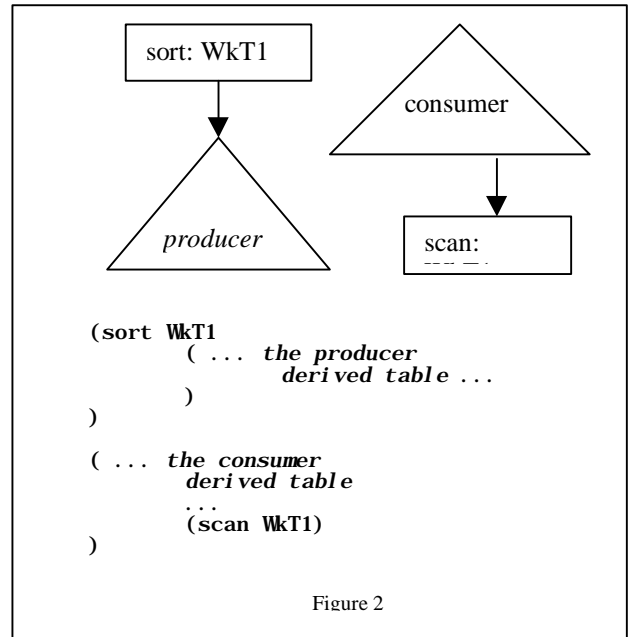 sort: WkT1
consumer
producer
scan:
(sort WkT1
( ... the producer
derived table ...
)
)
( ... the consumer
derived table
...
(scan WkT1)
)
Figure 2